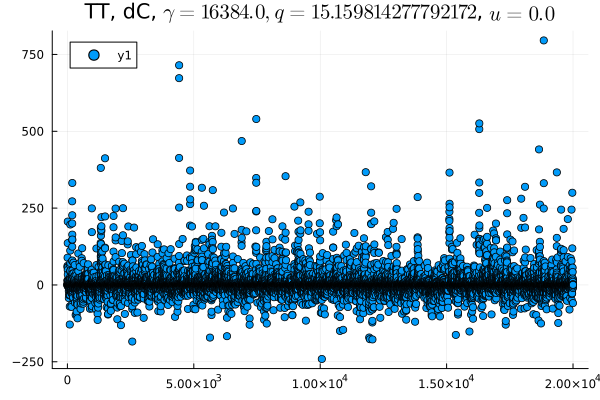 TT, dC, γ = 16384.0, q = 15.159814277792172, u = 0.0
y1
750
500
250
0
−250
0 5.00×10³ 1.00×10⁴ 1.50×10⁴ 2.00×10⁴